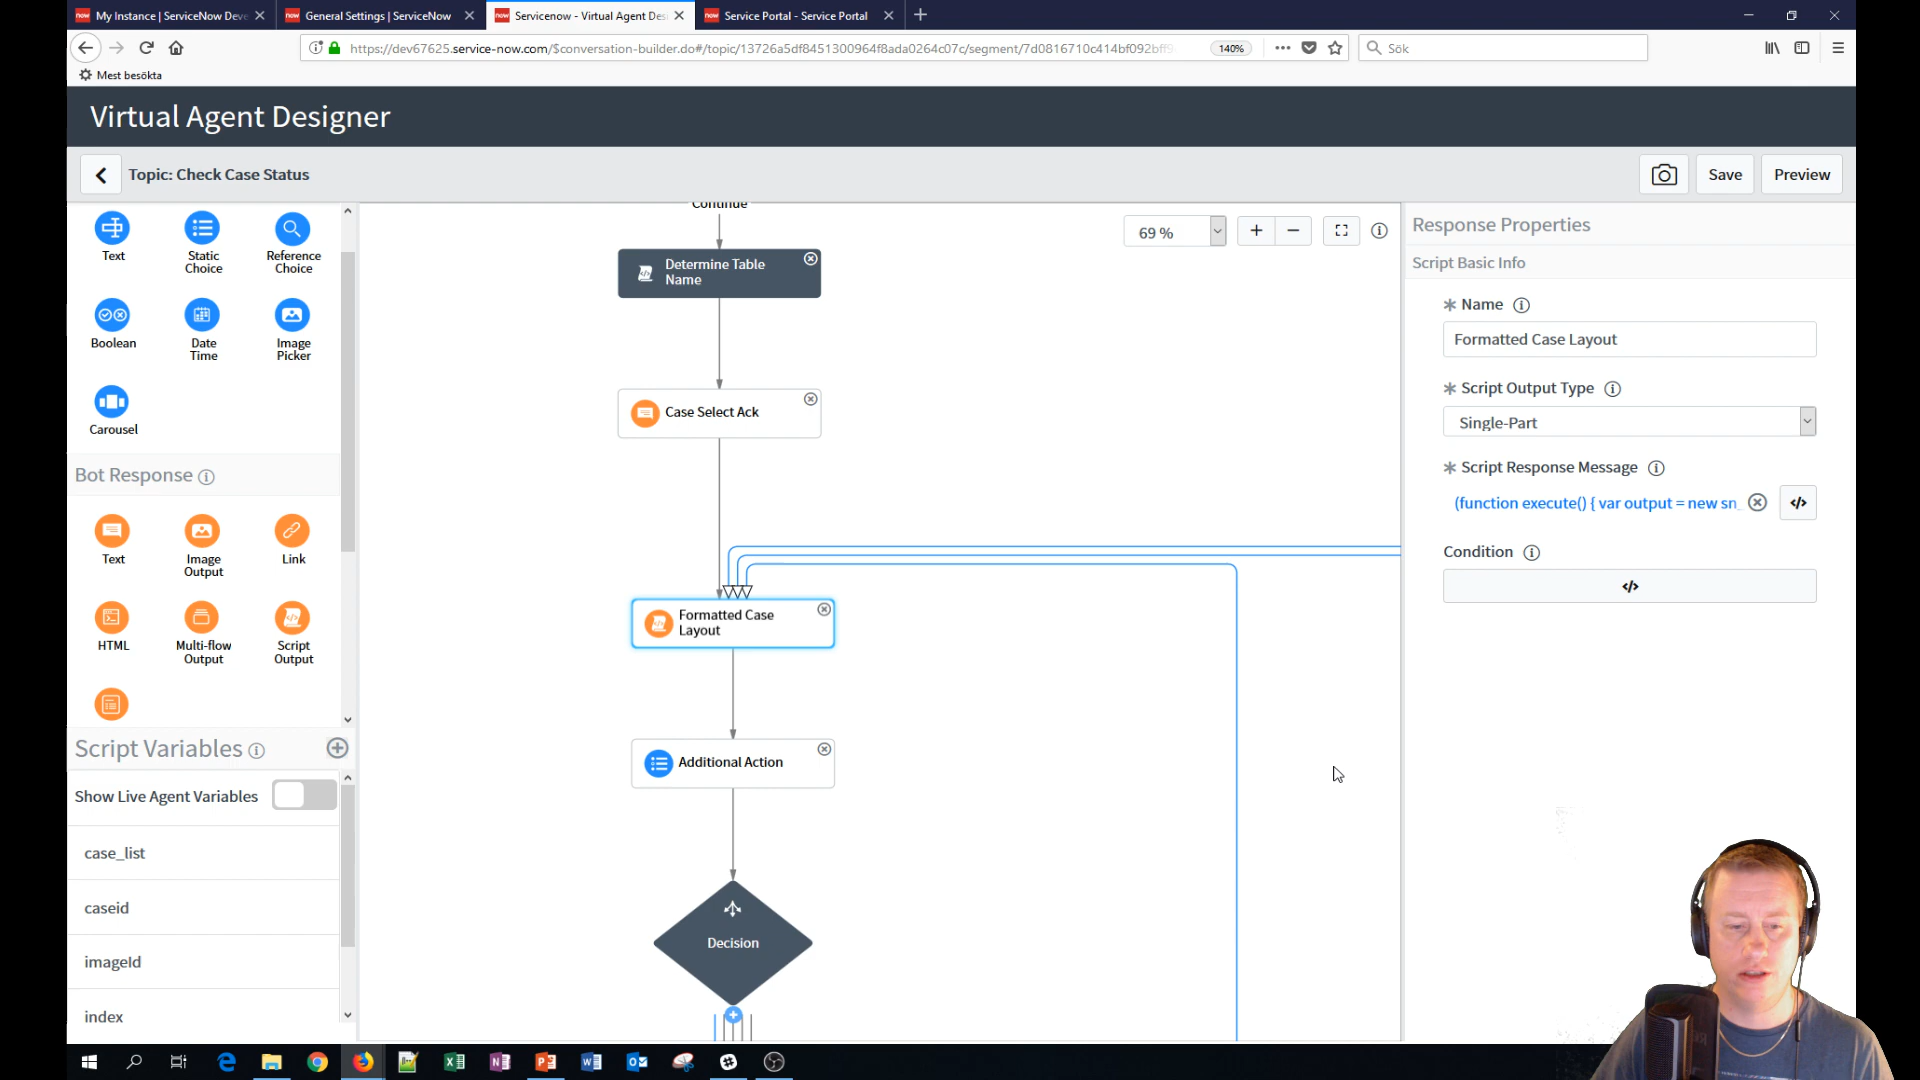 My Instance | ServiceNow Deve
General Settings | ServiceNow
Servicenow - Virtual Agent Des
Service Portal - Service Portal
https://dev67625.service-now.com/$conversation-builder.do#/topic/13726a5df8451300964f8ada0264c07c/segment/7d0816710c414bf092bff9
140%
Sök
Mest besökta
Virtual Agent Designer
Topic: Check Case Status
Save
Preview
Text
Static Choice
Reference Choice
Boolean
Date Time
Image Picker
Carousel
Bot Response
Text
Image Output
Link
HTML
Multi-flow Output
Script Output
Script Variables
Show Live Agent Variables
case_list
caseid
imageId
index
Continue
69 %
Determine Table
Name
Case Select Ack
Formatted Case
Layout
Additional Action
Decision
Response Properties
Script Basic Info
Name
Formatted Case Layout
Script Output Type
Single-Part
Script Response Message
(function execute() { var output = new sn_
Condition